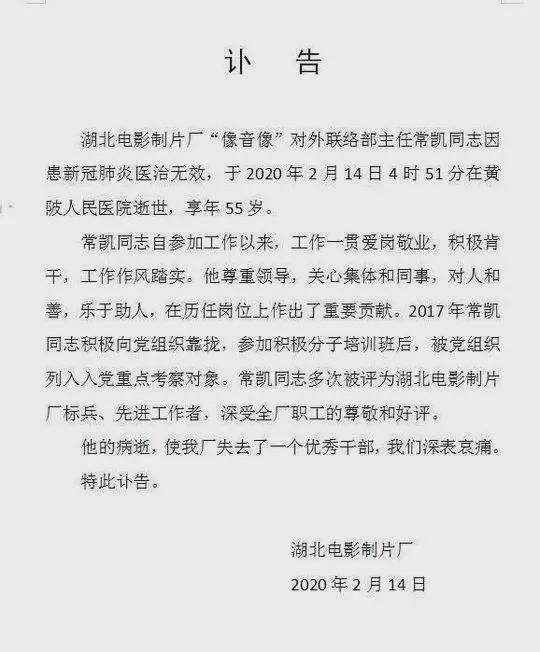 讣 告
湖北电影制片厂“像音像”对外联络部主任常凯同志因
患新冠肺炎医治无效，于 2020 年 2 月 14 日 4 时 51 分在黄
陂人民医院逝世，享年 55 岁。
常凯同志自参加工作以来，工作一贯爱岗敬业，积极肯
干，工作作风踏实。他尊重领导，关心集体和同事，对人和
善，乐于助人，在历任岗位上作出了重要贡献。2017 年常凯
同志积极向党组织靠拢，参加积极分子培训班后，被党组织
列入入党重点考察对象。常凯同志多次被评为湖北电影制片
厂标兵、先进工作者，深受全厂职工的尊敬和好评。
他的病逝，使我厂失去了一个优秀干部，我们深表哀痛。
特此讣告。
湖北电影制片厂
2020 年 2 月 14 日